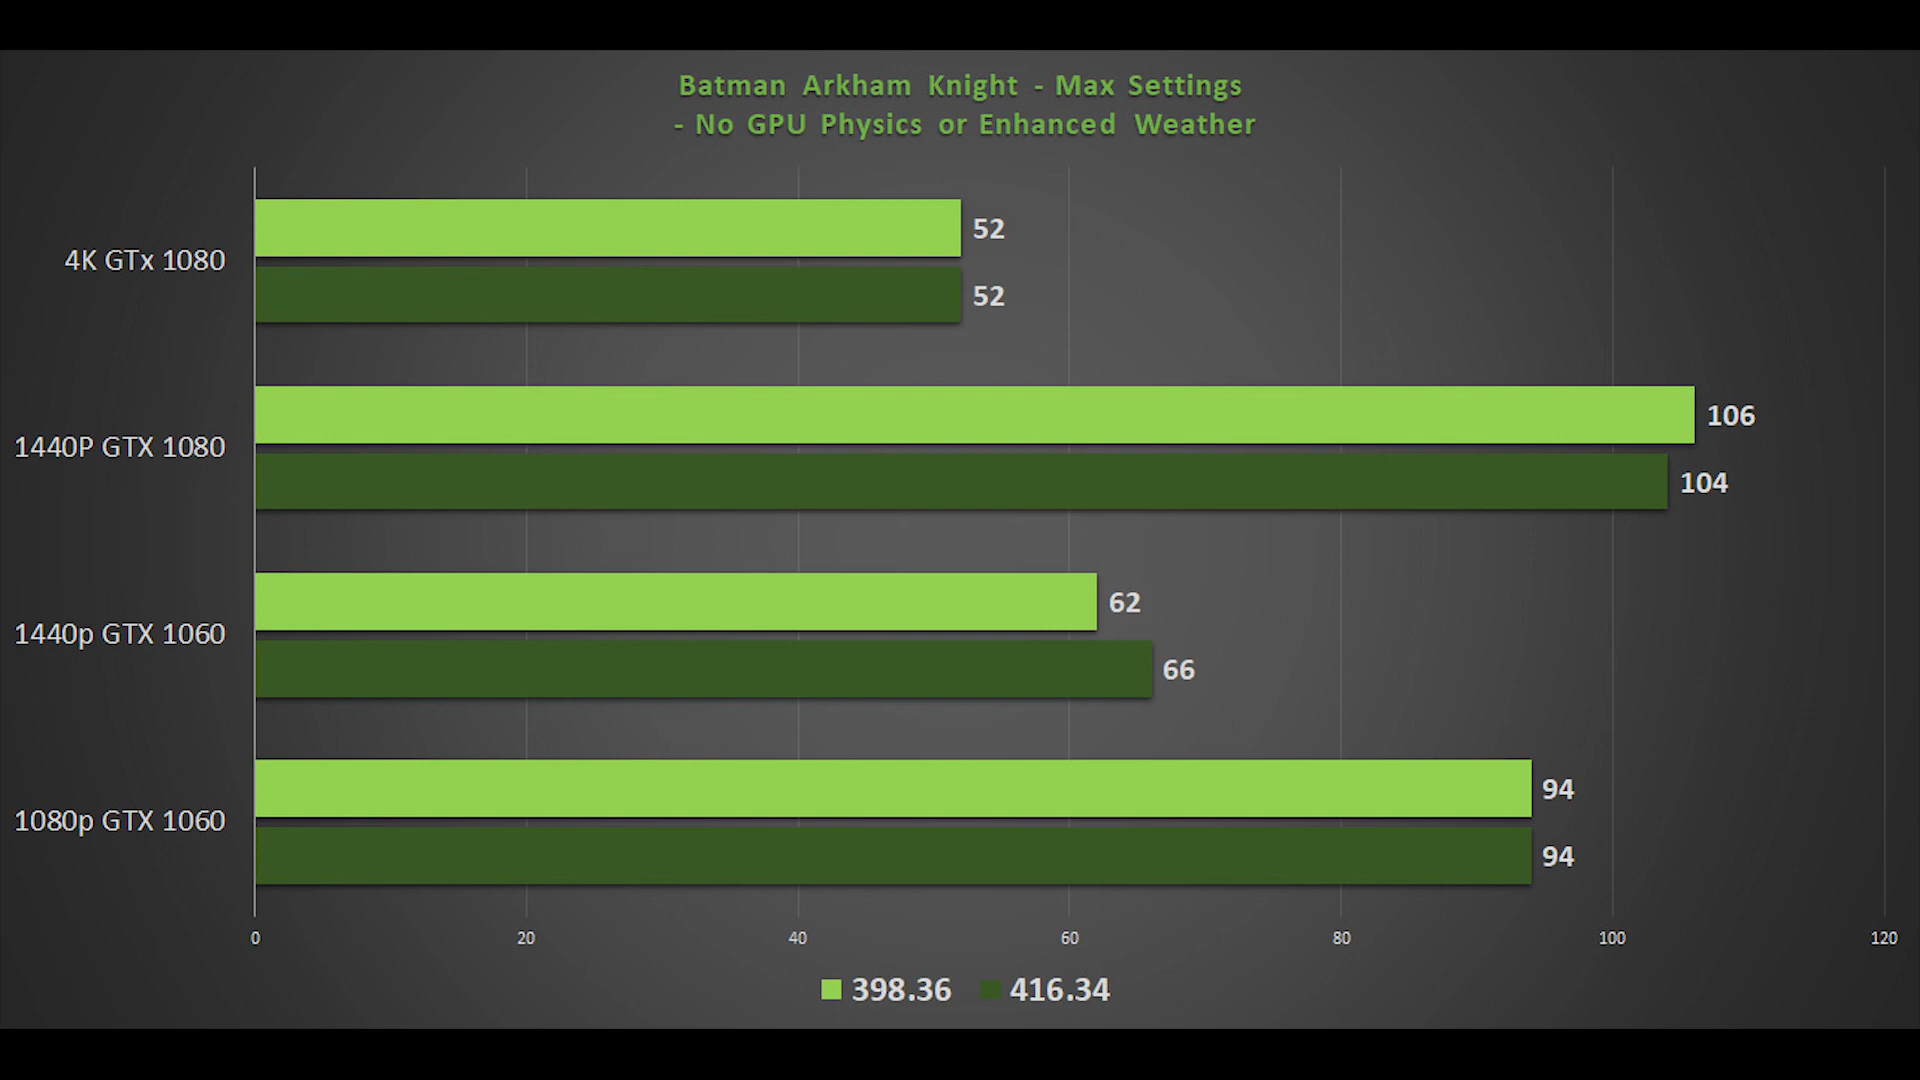 Batman Arkham Knight - Max Settings
- No GPU Physics or Enhanced Weather
4K GTx 1080
52
52
1440P GTX 1080
106
104
1440p GTX 1060
62
66
1080p GTX 1060
94
94
0 20 40 60 80 100 120
398.36 416.34